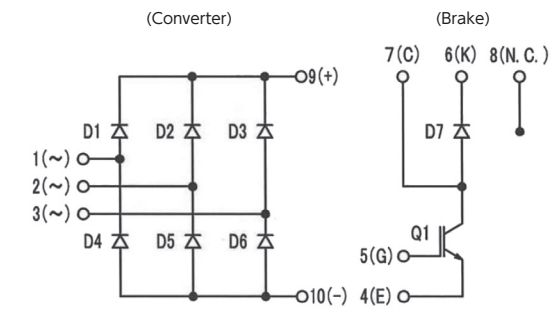 (Converter) (Brake)
7(C) 6(K) 8(N.C.)
9(+)
D1 D2 D3 D7
1(~)
2(~)
3(~)
D4 D5 D6 Q1
5(G)
10(-) 4(E)